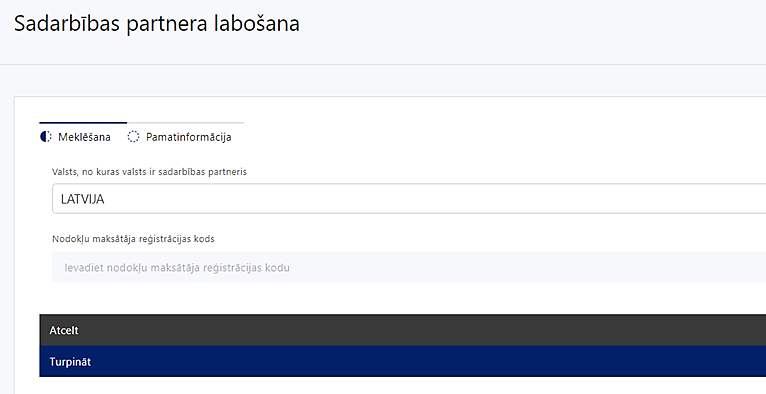 Sadarbības partnera labošana
Meklēšana Pamatinformācija
Valsts, no kuras valsts ir sadarbības partneris
LATVIJA
Nodokļu maksātāja reģistrācijas kods
Ievadiet nodokļu maksātāja reģistrācijas kodu
Atcelt
Turpināt